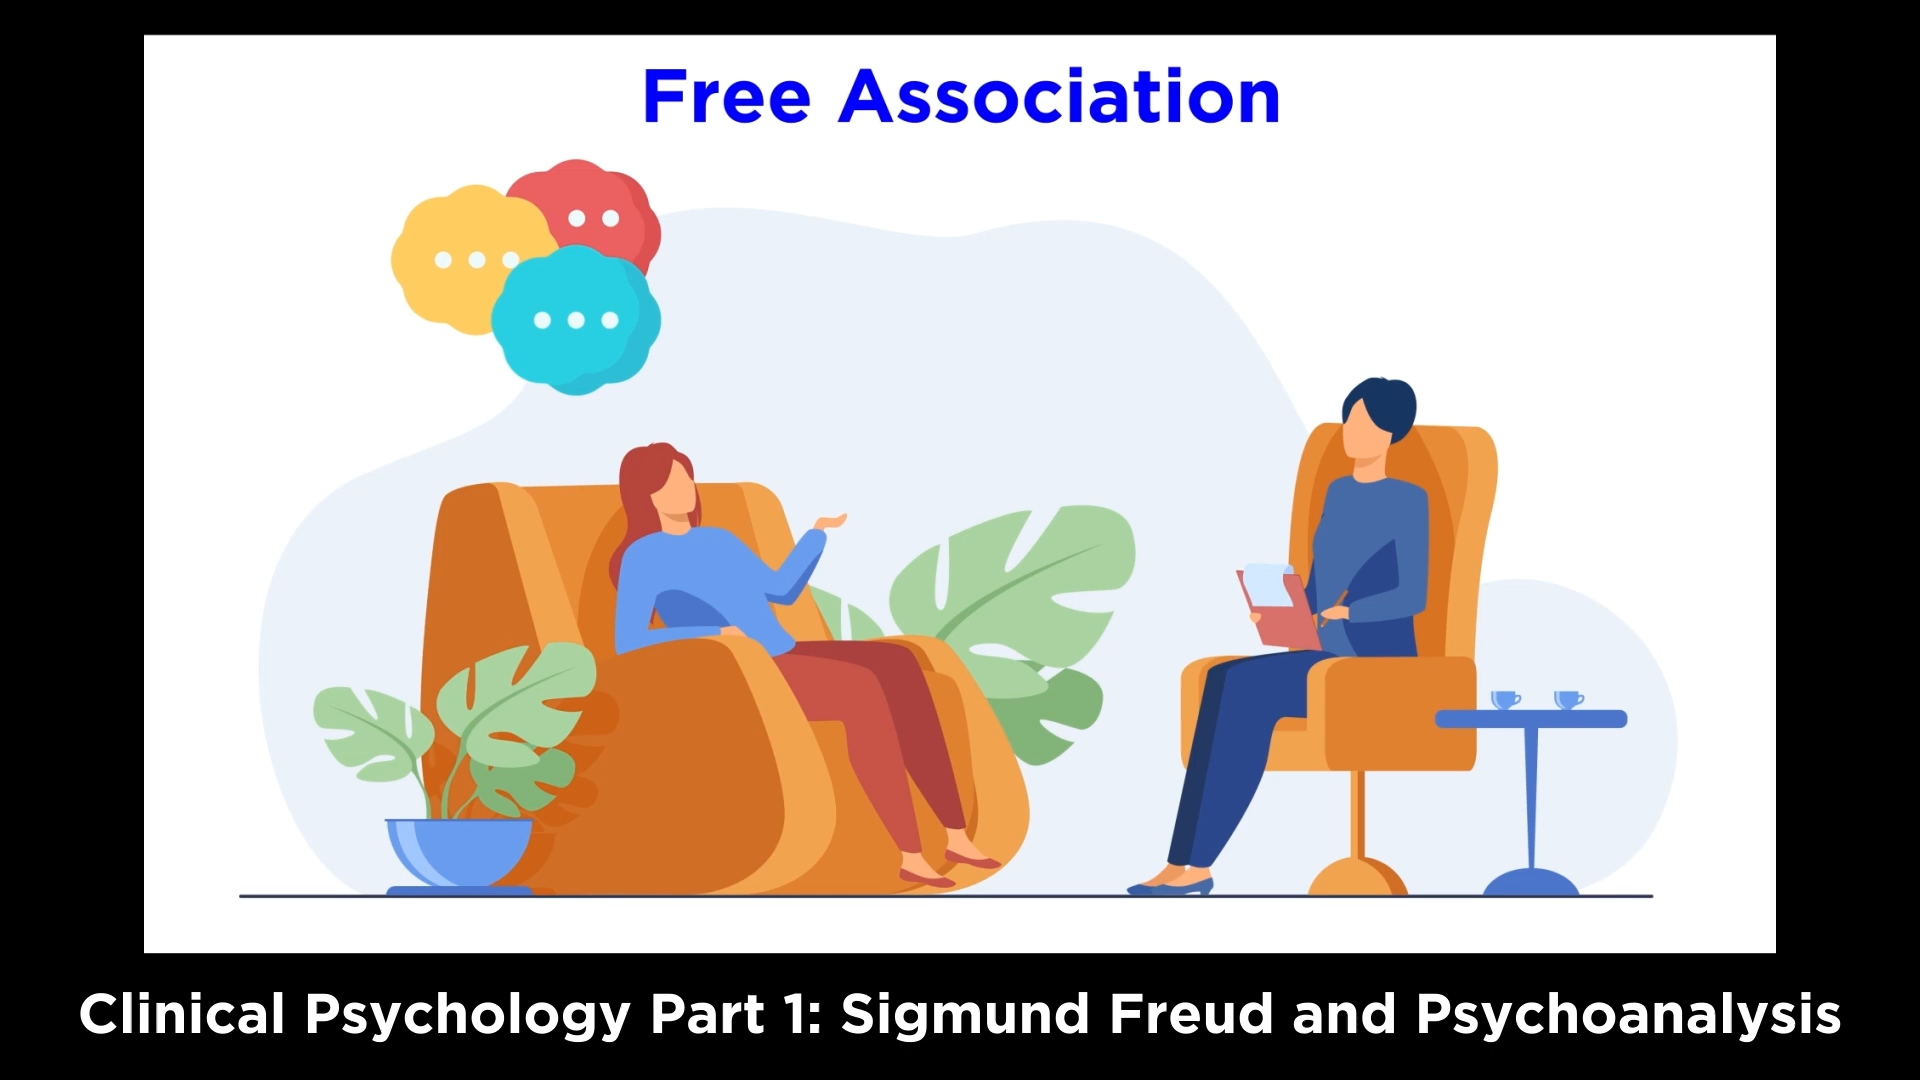 Free Association
Clinical Psychology Part 1: Sigmund Freud and Psychoanalysis